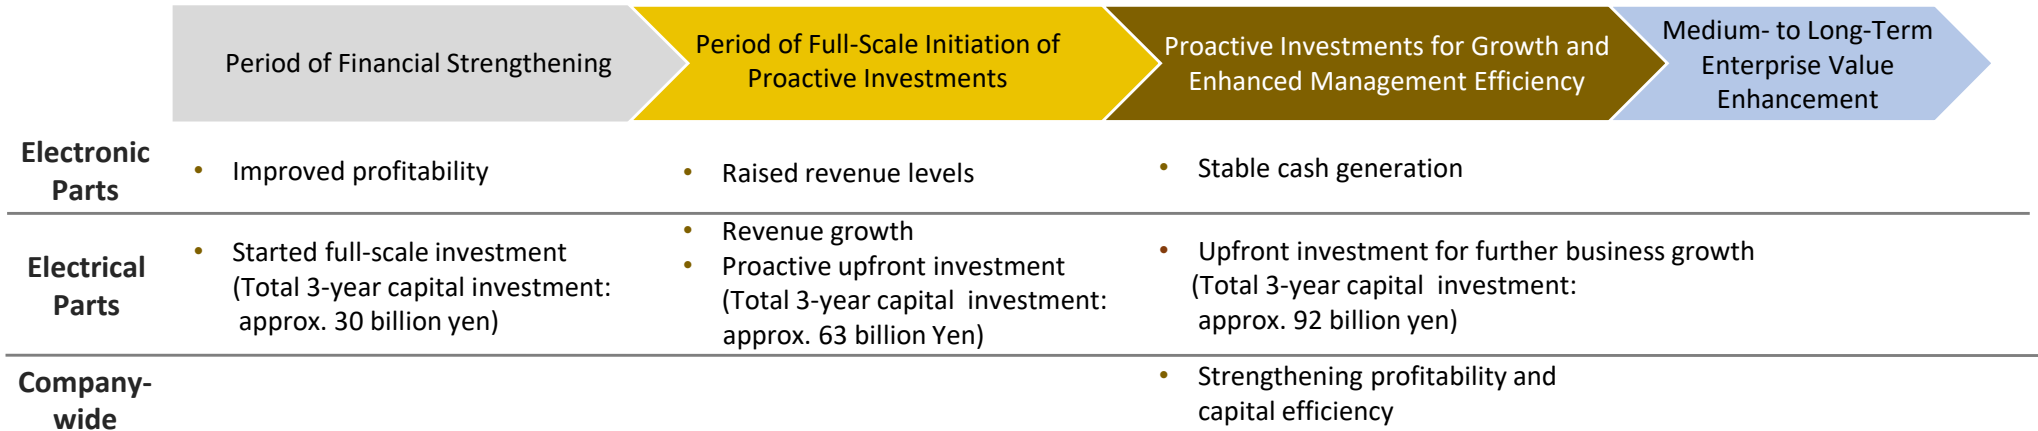 Period of Financial Strengthening
Period of Full-Scale Initiation of
Proactive Investments
Proactive Investments for Growth and
Enhanced Management Efficiency
Medium- to Long-Term
Enterprise Value
Enhancement
Electronic
Parts
• Improved profitability
• Raised revenue levels
• Stable cash generation
Electrical
Parts
• Started full-scale investment
(Total 3-year capital investment:
approx. 30 billion yen)
• Revenue growth
• Proactive upfront investment
(Total 3-year capital investment:
approx. 63 billion Yen)
• Upfront investment for further business growth
(Total 3-year capital investment:
approx. 92 billion yen)
Company-
wide
• Strengthening profitability and
capital efficiency